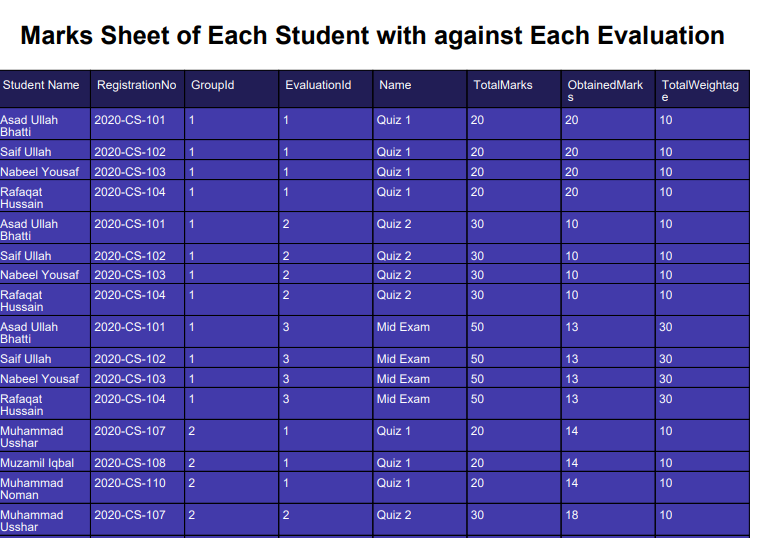 Marks Sheet of Each Student with against Each Evaluation
Student Name RegistrationNo GroupId EvaluationId Name TotalMarks ObtainedMark TotalWeightag
s e
Asad Ullah 2020-CS-101 1 1 Quiz 1 20 20 10
Bhatti
Saif Ullah 2020-CS-102 1 1 Quiz 1 20 20 10
Nabeel Yousaf 2020-CS-103 1 1 Quiz 1 20 20 10
Rafaqat 2020-CS-104 1 1 Quiz 1 20 20 10
Hussain
Asad Ullah 2020-CS-101 1 2 Quiz 2 30 10 10
Bhatti
Saif Ullah 2020-CS-102 1 2 Quiz 2 30 10 10
Nabeel Yousaf 2020-CS-103 1 2 Quiz 2 30 10 10
Rafaqat 2020-CS-104 1 2 Quiz 2 30 10 10
Hussain
Asad Ullah 2020-CS-101 1 3 Mid Exam 50 13 30
Bhatti
Saif Ullah 2020-CS-102 1 3 Mid Exam 50 13 30
Nabeel Yousaf 2020-CS-103 1 3 Mid Exam 50 13 30
Rafaqat 2020-CS-104 1 3 Mid Exam 50 13 30
Hussain
Muhammad 2020-CS-107 2 1 Quiz 1 20 14 10
Usshar
Muzamil Iqbal 2020-CS-108 2 1 Quiz 1 20 14 10
Muhammad 2020-CS-110 2 1 Quiz 1 20 14 10
Noman
Muhammad 2020-CS-107 2 2 Quiz 2 30 18 10
Usshar